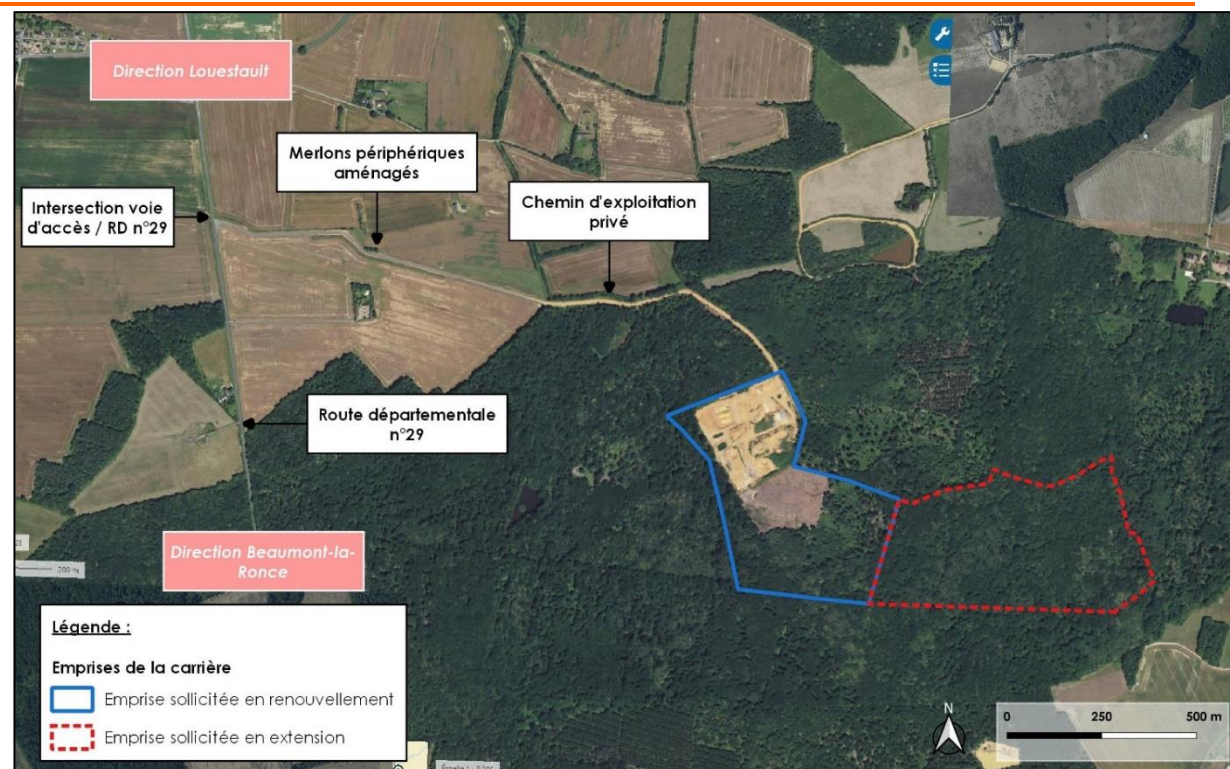 Direction Louestault
Merlons périphériques
aménagés
Intersection voie
d'accès / RD n°29
Chemin d'exploitation
privé
Route départementale
n°29
Direction Beaumont-la-
Ronce
200 m
Légende :
Emprises de la carrière
Emprise sollicitée en renouvellement
Emprise sollicitée en extension
N
0 250 500 m